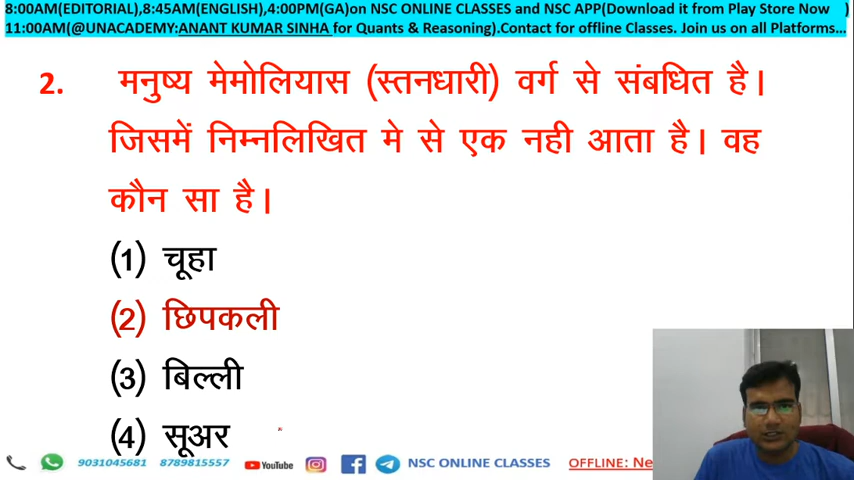 8:00AM(EDITORIAL),8:45AM(ENGLISH),4:00PM(GA)on NSC ONLINE CLASSES and NSC APP(Download it from Play Store Now )
11:00AM(@UNACADEMY:ANANT KUMAR SINHA for Quants & Reasoning).Contact for offline Classes. Join us on all Platforms...
2. मनुष्य मेमोलियास (स्तनधारी) वर्ग से संबधित है।
जिसमें निम्नलिखित मे से एक नही आता है। वह
कौन सा है।
(1) चूहा
(2) छिपकली
(3) बिल्ली
(4) सूअर
9031045681 8789815557 YouTube NSC ONLINE CLASSES OFFLINE: Ne